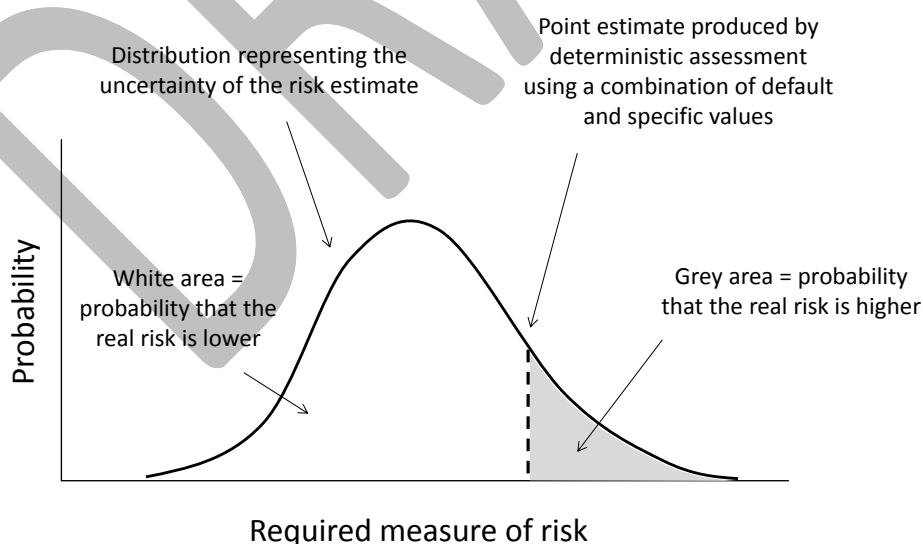 Point estimate produced by
deterministic assessment
using a combination of default
and specific values
Distribution representing the
uncertainty of the risk estimate
White area =
probability that the
real risk is lower
Grey area = probability
that the real risk is higher
Probability
Required measure of risk